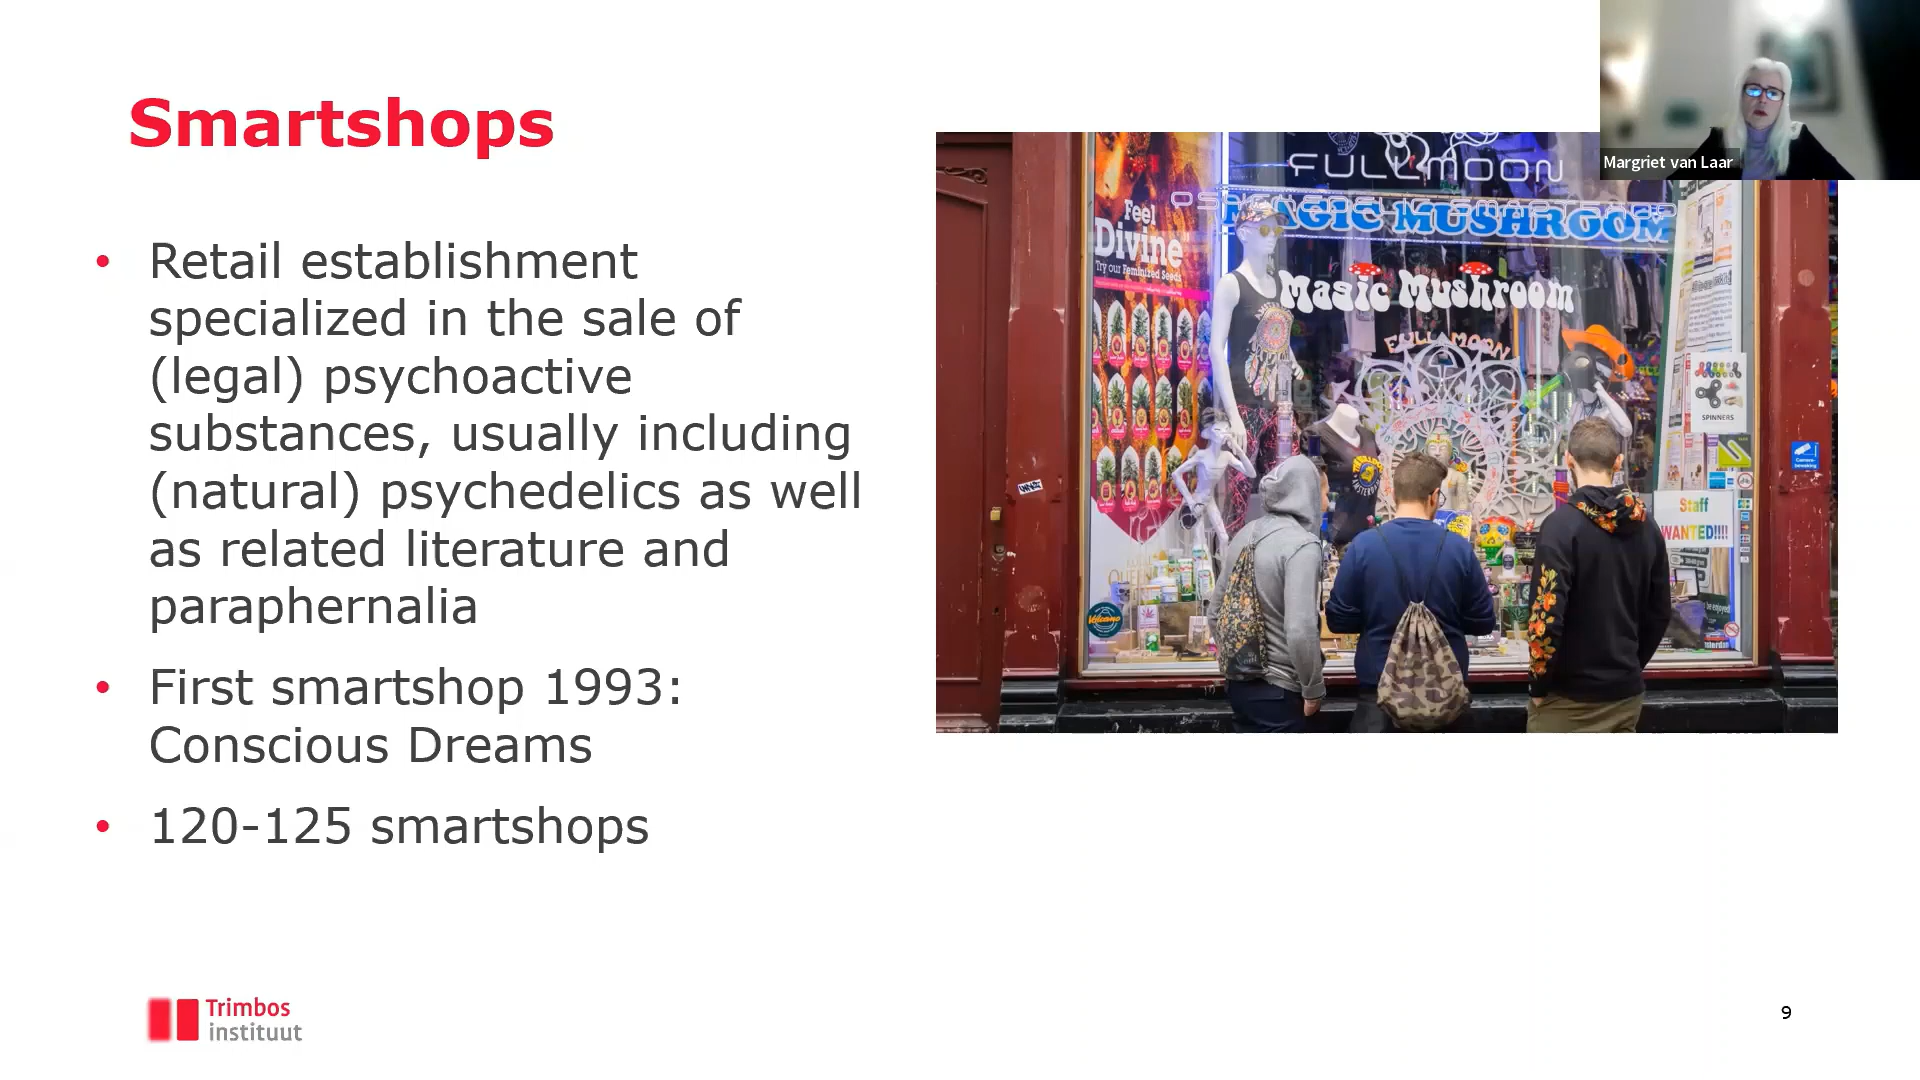 Smartshops
Margriet van Laar
• Retail establishment
specialized in the sale of
(legal) psychoactive
substances, usually including
(natural) psychedelics as well
as related literature and
paraphernalia
• First smartshop 1993:
Conscious Dreams
• 120-125 smartshops
FULLMOON
MAGIC MUSHROOM
Feel
Divine
Try our Feminized Seeds
Magic Mushroom
FULL MOON
SPINNERS
Staff
WANTED!!!!
Welcome
Trimbos
instituut
9